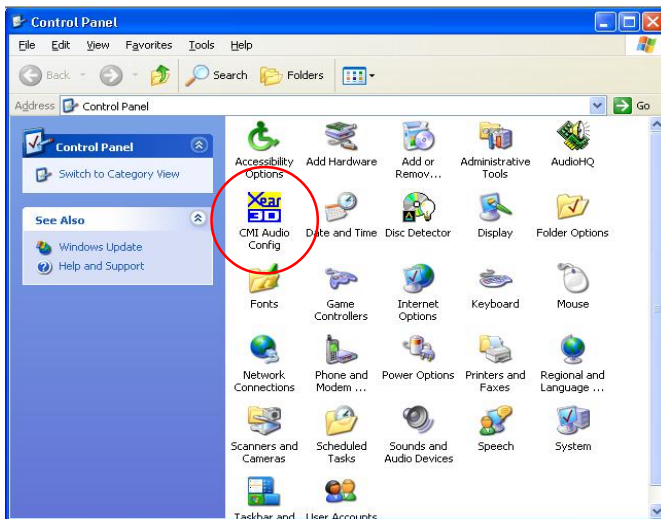 Control Panel
File Edit View Favorites Tools Help
Back Search Folders
Address Control Panel Go
Control Panel
Switch to Category View
See Also
Windows Update
Help and Support
Accessibility Options
Add Hardware
Add or Remov...
Administrative Tools
AudioHQ
Xear 3D
CMI Audio Config
Date and Time
Disc Detector
Display
Folder Options
Fonts
Game Controllers
Internet Options
Keyboard
Mouse
Network Connections
Phone and Modem ...
Power Options
Printers and Faxes
Regional and Language ...
Scanners and Cameras
Scheduled Tasks
Sounds and Audio Devices
Speech
System
Taskbar and
User Accounts